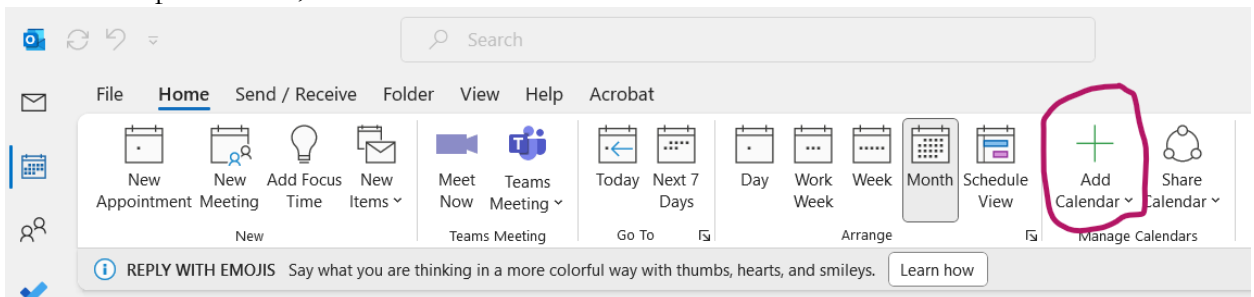 Search
File Home Send / Receive Folder View Help Acrobat
New Appointment
New Meeting
Add Focus Time
New Items
Meet Now
Teams Meeting
Today
Next 7 Days
Day
Work Week
Week
Month
Schedule View
Add Calendar
Share Calendar
New
Teams Meeting
Go To
Arrange
Manage Calendars
REPLY WITH EMOJIS Say what you are thinking in a more colorful way with thumbs, hearts, and smileys. Learn how